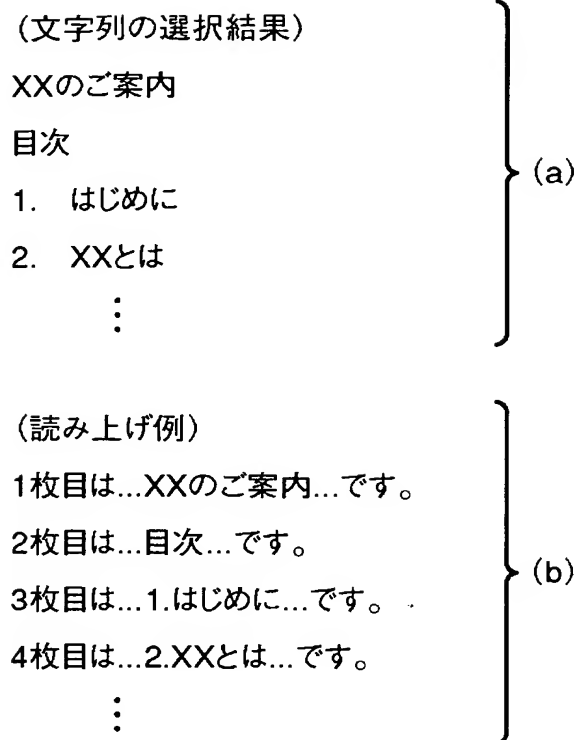 (文字列の選択結果)
XXのご案内
目次
1. はじめに
2. XXとは
⋮
(a)
(読み上げ例)
1枚目は...XXのご案内...です。
2枚目は...目次...です。
3枚目は...1.はじめに...です。
4枚目は...2.XXとは...です。
⋮
(b)